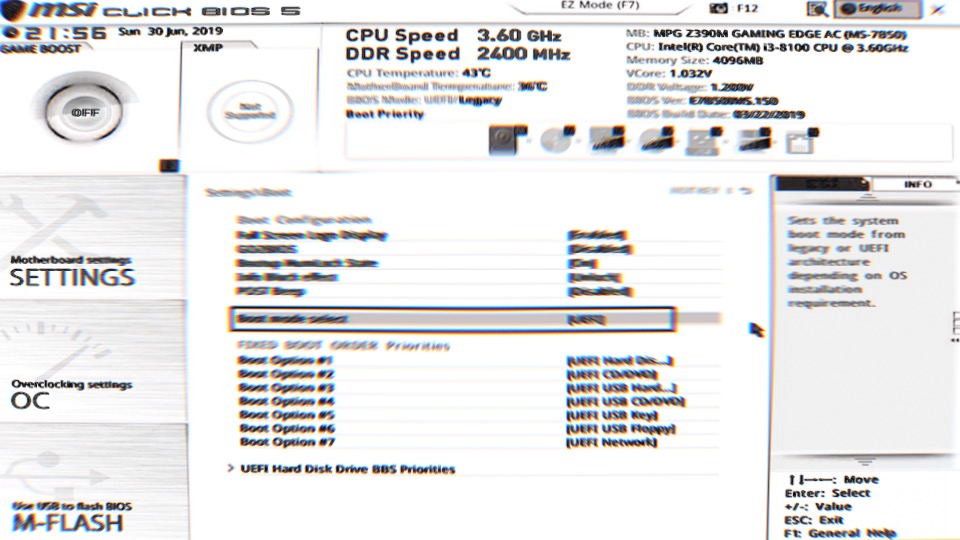 msi CLICK BIOS 5
EZ Mode (F7)
F12
English
21:56 Sun 30 Jun, 2019
GAME BOOST
XMP
OFF
Not Support
CPU Speed 3.60 GHz
DDR Speed 2400 MHz
CPU Temperature: 43°C
MotherBoard Temperature: 36°C
BIOS Mode: UEFI/Legacy
Boot Priority
MB: MPG Z390M GAMING EDGE AC (MS-7B50)
CPU: Intel(R) Core(TM) i3-8100 CPU @ 3.60GHz
Memory Size: 4096MB
VCore: 1.032V
DDR Voltage: 1.200V
BIOS Ver: E7B50IMS.150
BIOS Build Date: 03/22/2019
Motherboard settings
SETTINGS
Overclocking settings
OC
Use USB to flash BIOS
M-FLASH
Settings\Boot
HOTKEY
Boot Configuration
Full Screen Logo Display [Enabled]
GO2BIOS [Disabled]
Bootup NumLock State [On]
Info Block effect [Unlock]
POST Beep [Disabled]
Boot mode select [UEFI]
FIXED BOOT ORDER Priorities
Boot Option #1 [UEFI Hard Dis...]
Boot Option #2 [UEFI CD/DVD]
Boot Option #3 [UEFI USB Hard...]
Boot Option #4 [UEFI USB CD/DVD]
Boot Option #5 [UEFI USB Key]
Boot Option #6 [UEFI USB Floppy]
Boot Option #7 [UEFI Network]
> UEFI Hard Disk Drive BBS Priorities
INFO
Sets the system
boot mode from
legacy or UEFI
architecture
depending on OS
installation
requirement.
↑↓→←: Move
Enter: Select
+/-: Value
ESC: Exit
F1: General Help